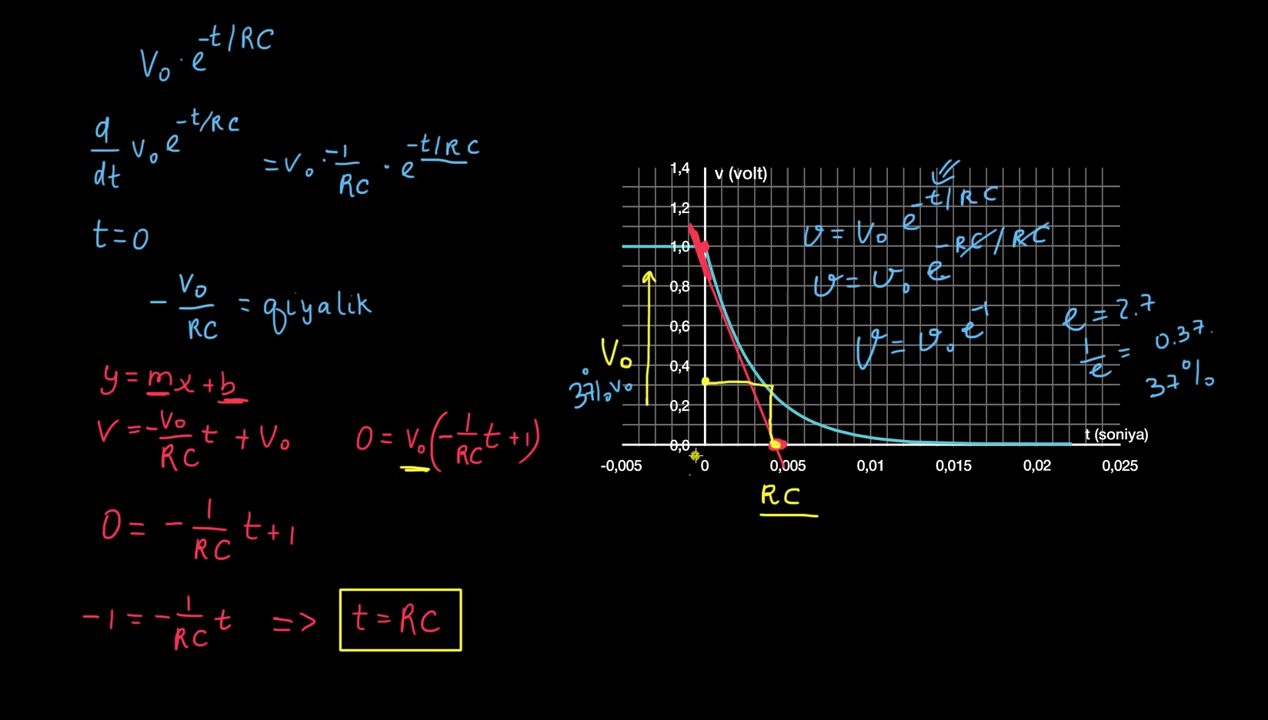 V₀ · e^(-t/RC)
d/dt V₀ e^(-t/RC) = V₀ · -1/RC · e^(-t/RC)
t = 0
- V₀/RC = qiyalik
y = mx + b
V = -V₀/RC t + V₀
0 = V₀(-1/RC t + 1)
0 = - 1/RC t + 1
-1 = - 1/RC t => t = RC
v (volt)
1,4
1,2
1,0
0,8
0,6
0,4
0,2
0,0
-0,005 0 0,005 0,01 0,015 0,02 0,025
t (soniya)
V₀
37% V₀
RC
v = V₀ e^(-t/RC)
v = v₀ e^(-RC/RC)
V = v₀ e^(-1)
e = 2.7
1/e = 0.37.
37%